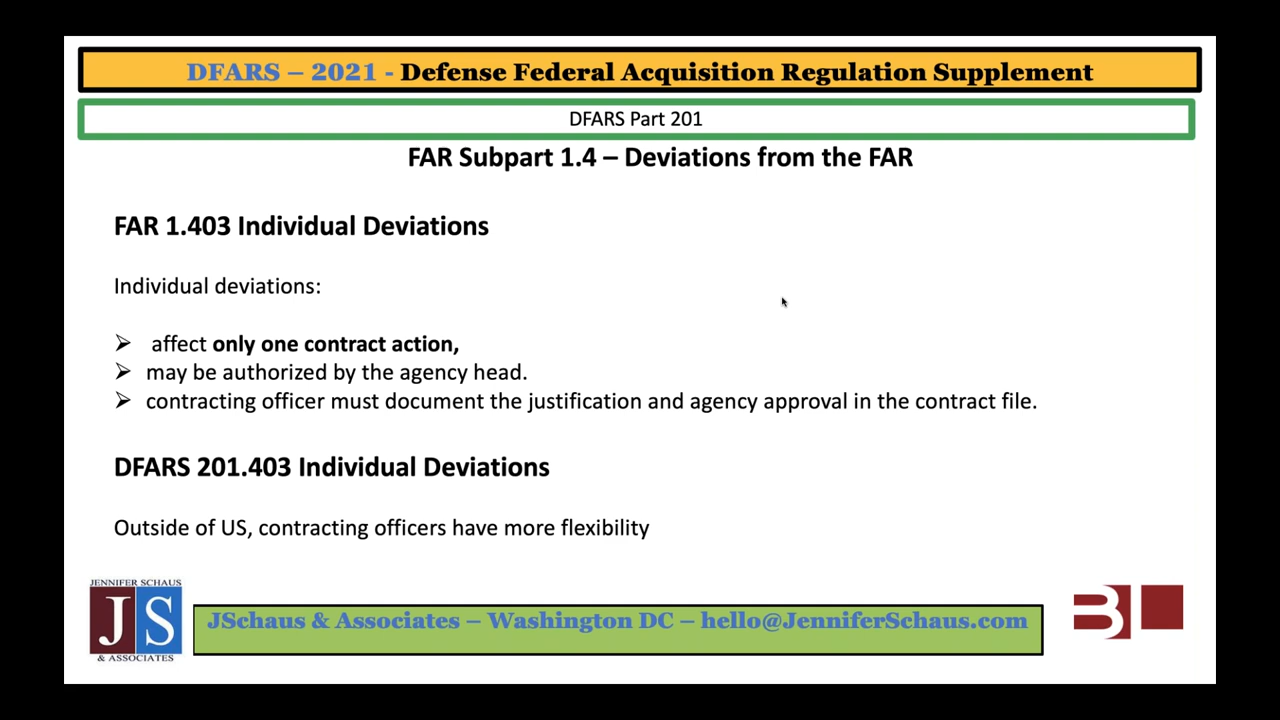 DFARS – 2021 - Defense Federal Acquisition Regulation Supplement
DFARS Part 201
FAR Subpart 1.4 – Deviations from the FAR
FAR 1.403 Individual Deviations
Individual deviations:
➢ affect only one contract action,
➢ may be authorized by the agency head.
➢ contracting officer must document the justification and agency approval in the contract file.
DFARS 201.403 Individual Deviations
Outside of US, contracting officers have more flexibility
JENNIFER SCHAUS
JS
& ASSOCIATES
JSchaus & Associates – Washington DC – hello@JenniferSchaus.com
B